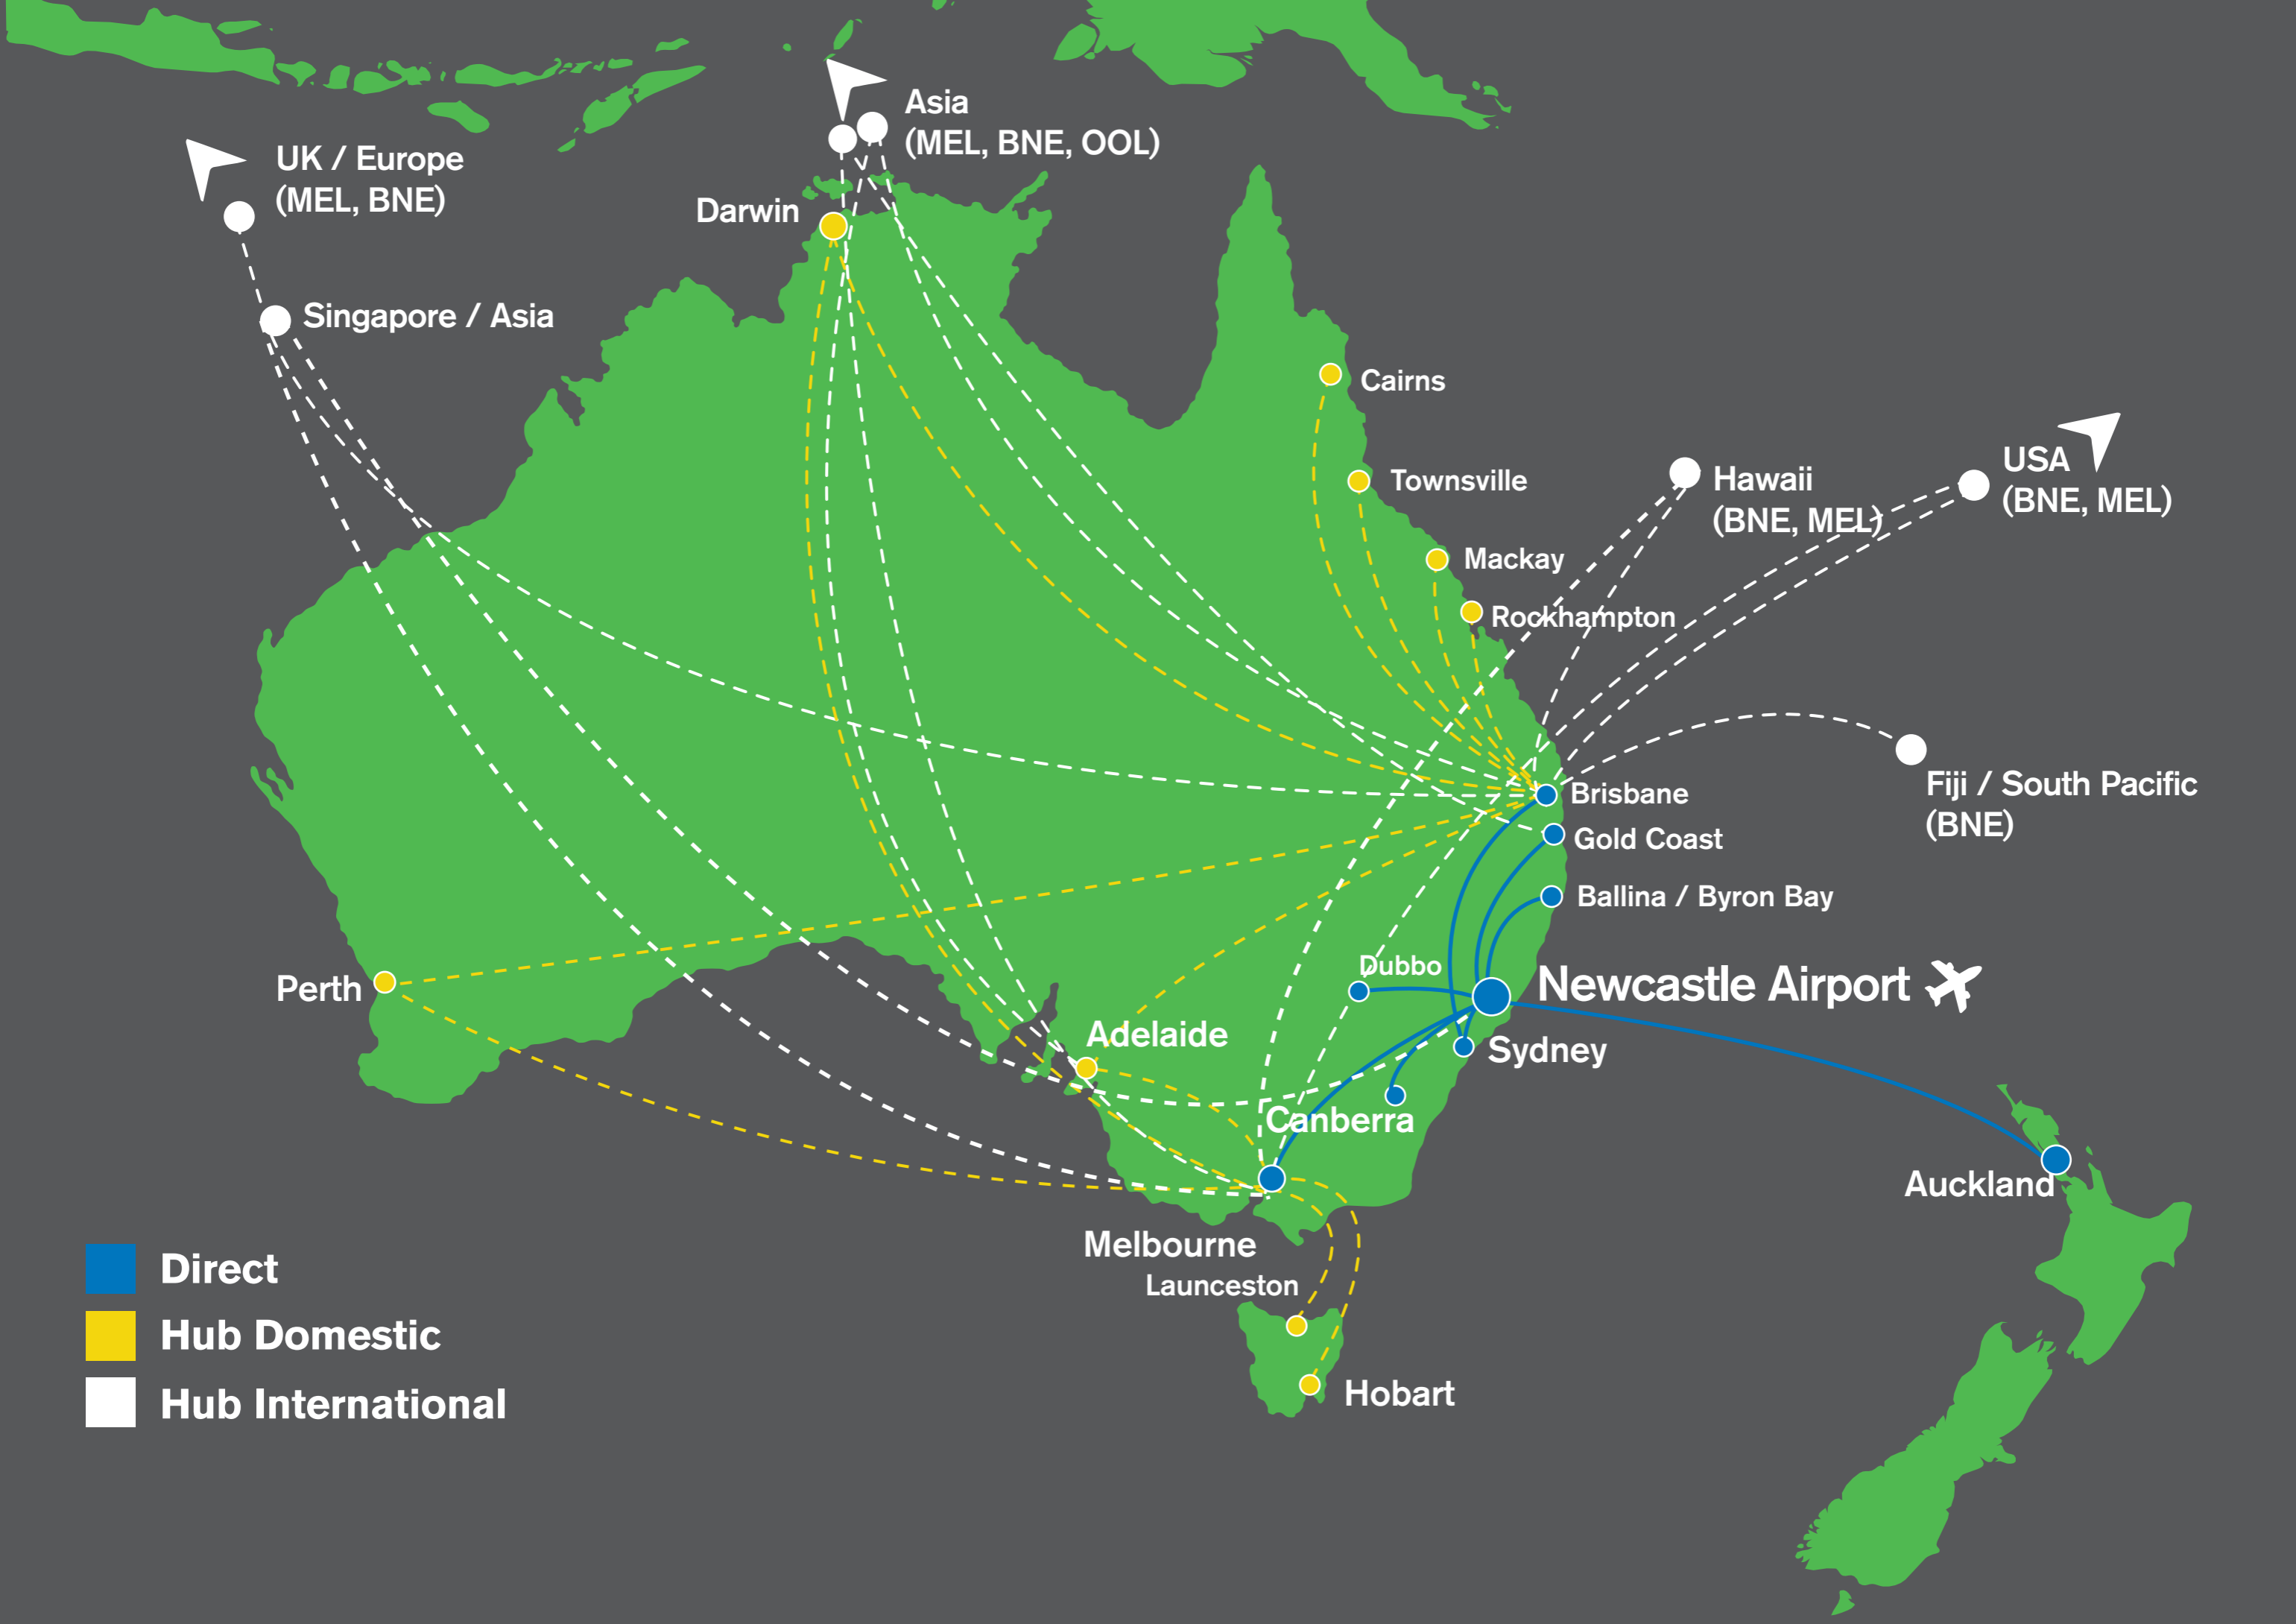 Asia
(MEL, BNE, OOL)
UK / Europe
(MEL, BNE)
Darwin
Singapore / Asia
Cairns
Townsville
Mackay
Rockhampton
Hawaii
(BNE, MEL)
USA
(BNE, MEL)
Brisbane
Gold Coast
Fiji / South Pacific
(BNE)
Ballina / Byron Bay
Dubbo
Newcastle Airport
Perth
Adelaide
Sydney
Canberra
Auckland
Melbourne
Launceston
Hobart
Direct
Hub Domestic
Hub International